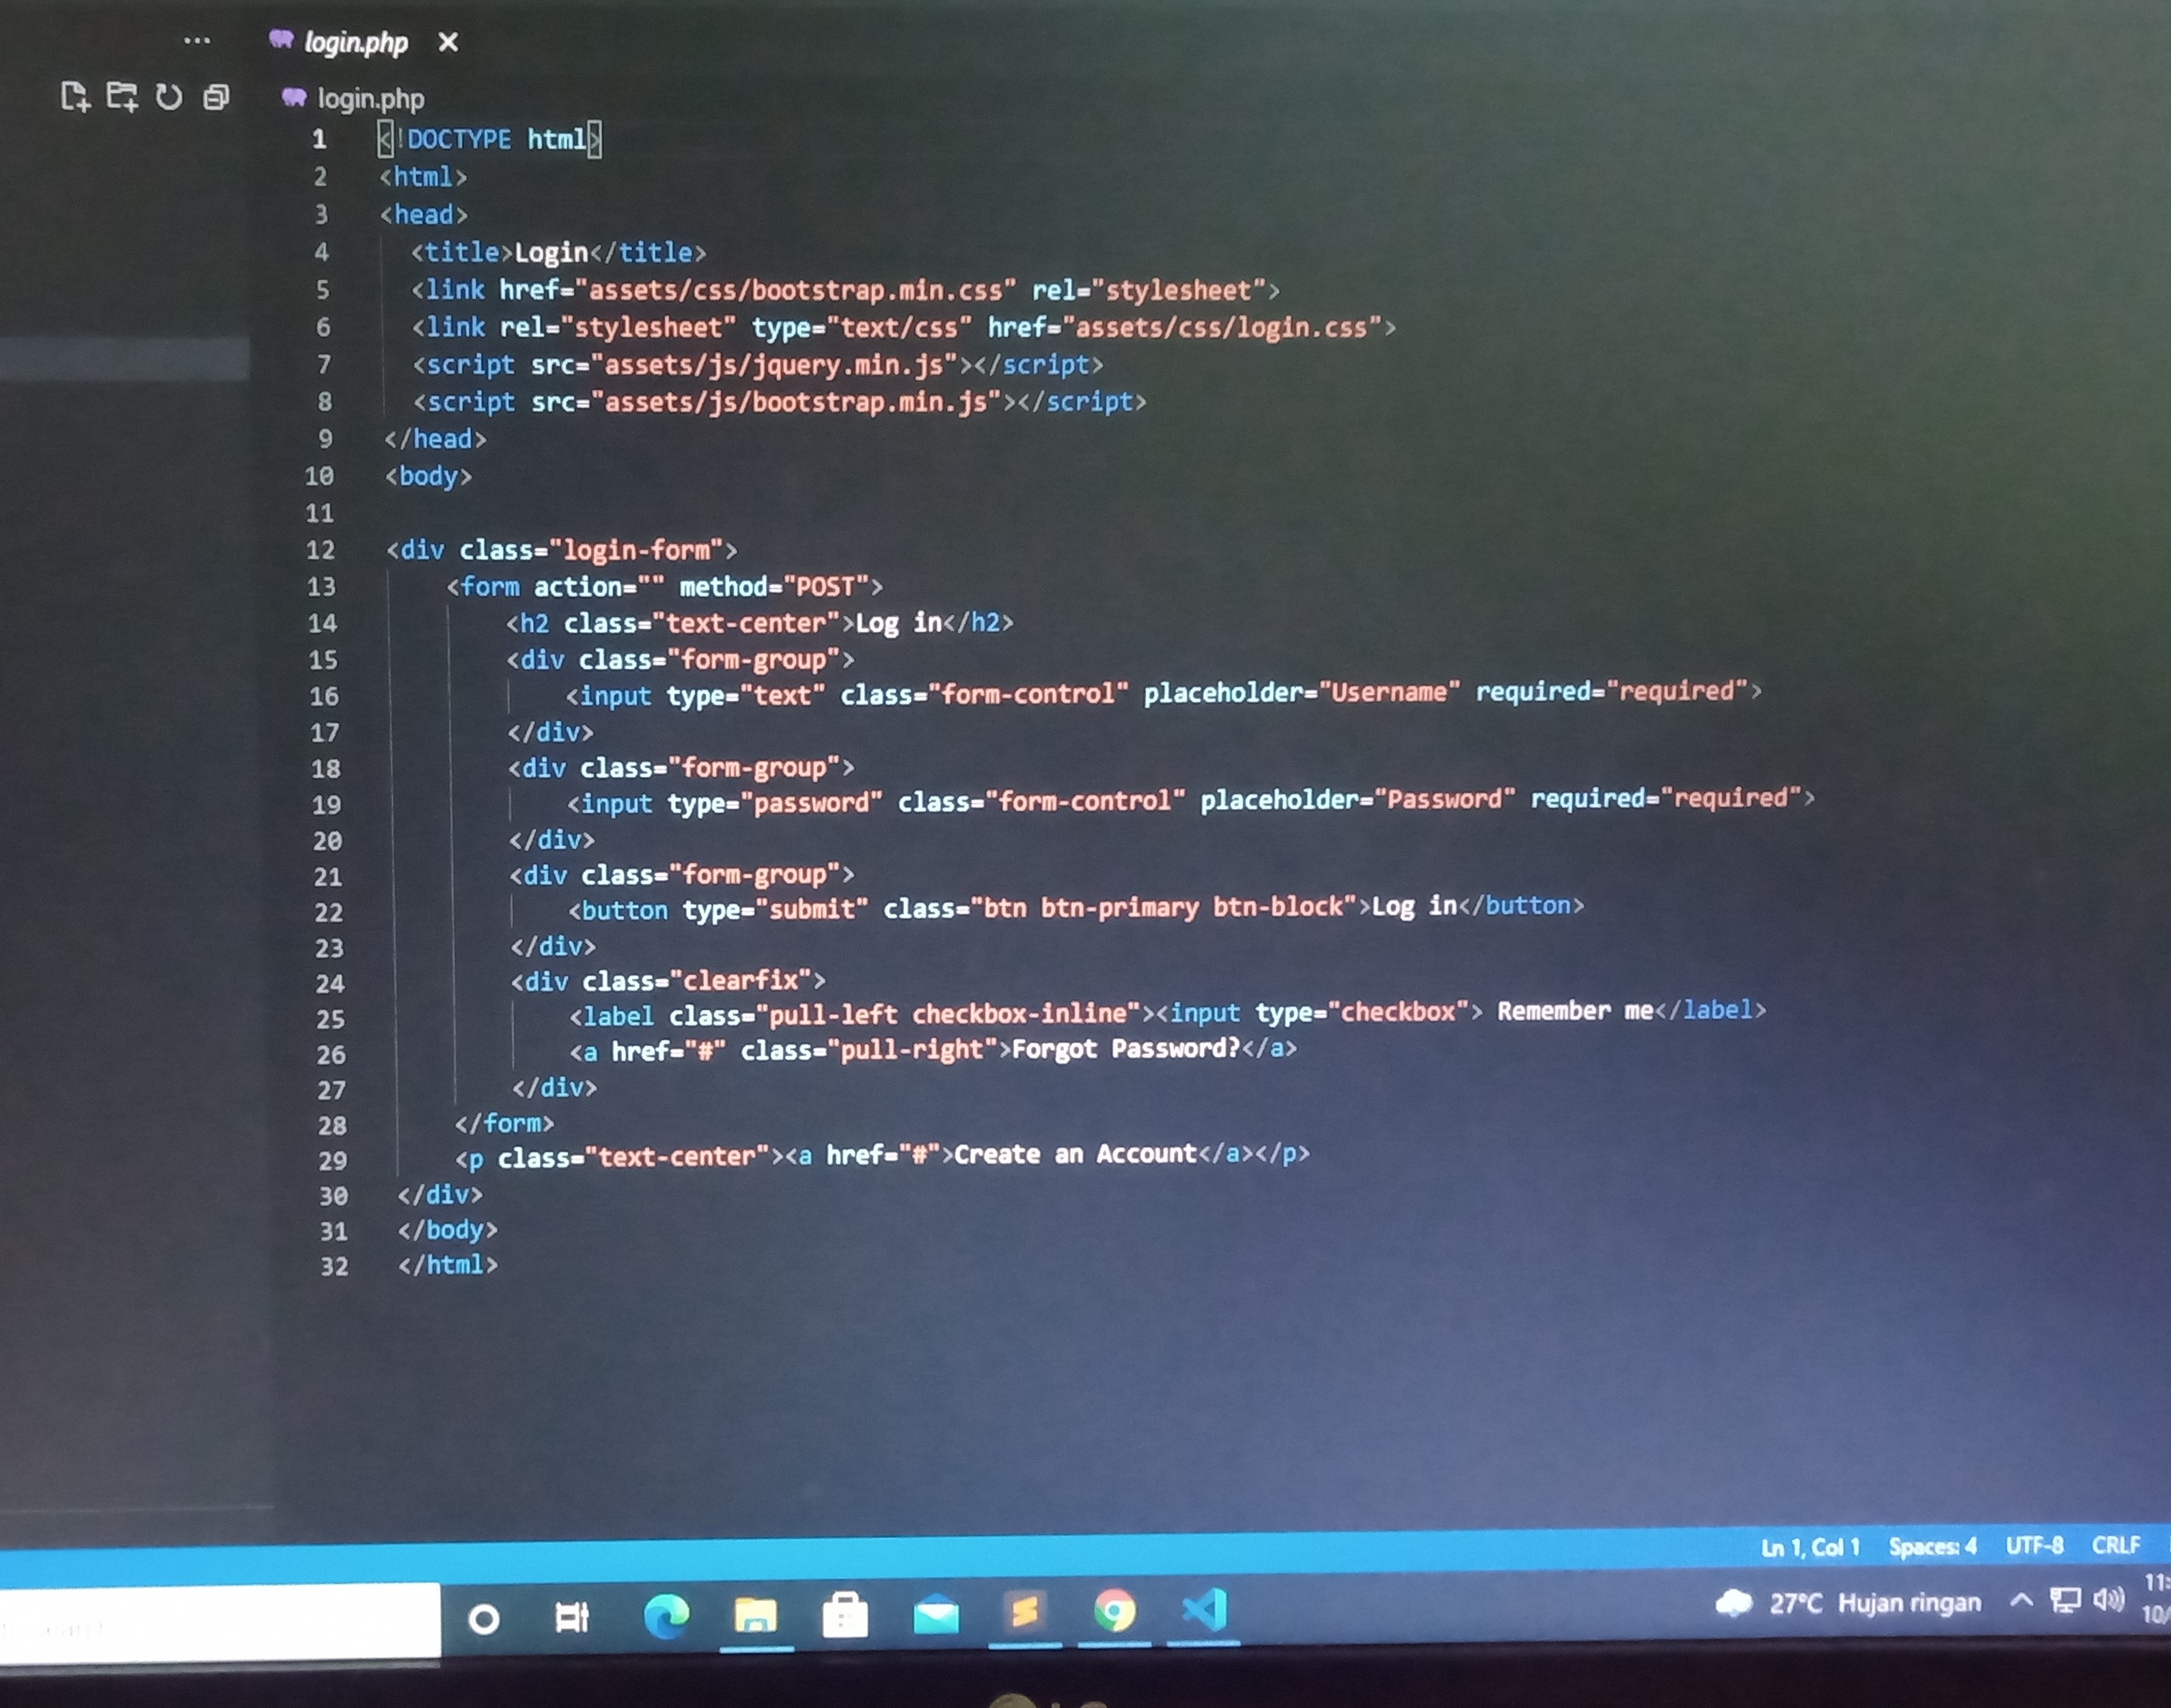 login.php
login.php
1 <!DOCTYPE html>
2 <html>
3 <head>
4 <title>Login</title>
5 <link href="assets/css/bootstrap.min.css" rel="stylesheet">
6 <link rel="stylesheet" type="text/css" href="assets/css/login.css">
7 <script src="assets/js/jquery.min.js"></script>
8 <script src="assets/js/bootstrap.min.js"></script>
9 </head>
10 <body>
11
12 <div class="login-form">
13 <form action="" method="POST">
14 <h2 class="text-center">Log in</h2>
15 <div class="form-group">
16 <input type="text" class="form-control" placeholder="Username" required="required">
17 </div>
18 <div class="form-group">
19 <input type="password" class="form-control" placeholder="Password" required="required">
20 </div>
21 <div class="form-group">
22 <button type="submit" class="btn btn-primary btn-block">Log in</button>
23 </div>
24 <div class="clearfix">
25 <label class="pull-left checkbox-inline"><input type="checkbox"> Remember me</label>
26 <a href="#" class="pull-right">Forgot Password?</a>
27 </div>
28 </form>
29 <p class="text-center"><a href="#">Create an Account</a></p>
30 </div>
31 </body>
32 </html>
Ln 1, Col 1 Spaces: 4 UTF-8 CRLF
27°C Hujan ringan